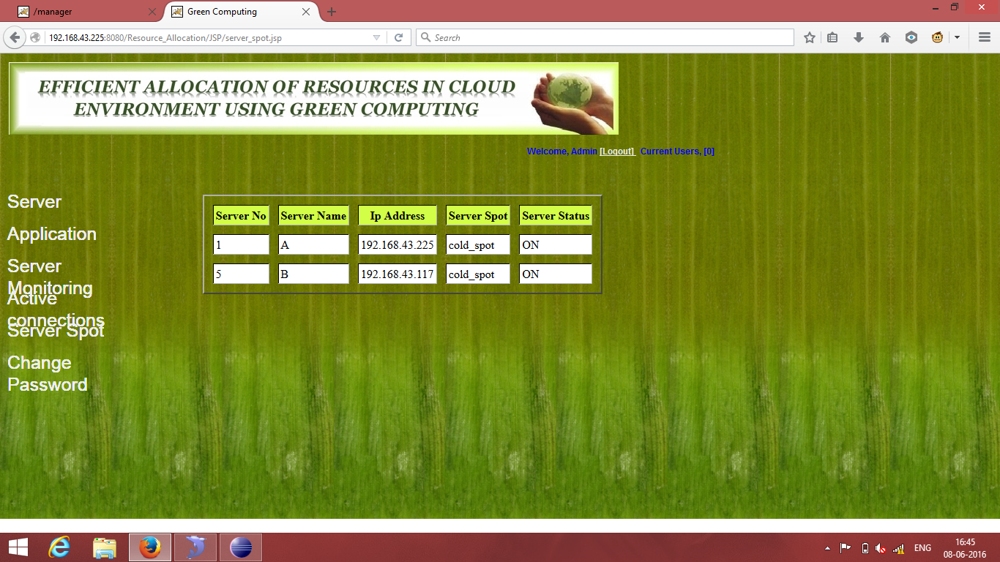 /manager
Green Computing
192.168.43.225:8080/Resource_Allocation/JSP/server_spot.jsp
Search
EFFICIENT ALLOCATION OF RESOURCES IN CLOUD
ENVIRONMENT USING GREEN COMPUTING
Welcome, Admin [Logout] Current Users, [0]
Server
Application
Server
Monitoring
Active
connections
Server Spot
Change
Password
Server No Server Name Ip Address Server Spot Server Status
1 A 192.168.43.225 cold_spot ON
5 B 192.168.43.117 cold_spot ON
ENG
16:45
08-06-2016